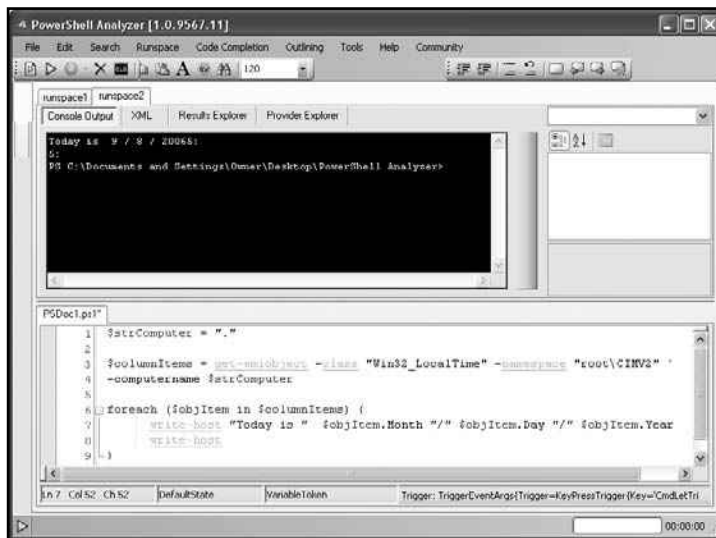 PowerShell Analyzer [1.0.9567.11]
File Edit Search Runspace Code Completion Outlining Tools Help Community
120
runspace1 runspace2
Console Output XML Results Explorer Provider Explorer
Today is  9 / 8 / 20065:
5:
PS C:\Documents and Settings\Owner\Desktop\PowerShell Analyzer>
PSDoc1.ps1*
1 $strComputer = "."
2
3 $columnItems = get-wmiobject -class "Win32_LocalTime" -namespace "root\CIMV2" `
4 -computername $strComputer
5
6 foreach ($objItem in $columnItems) {
7 write-host "Today is "  $objItem.Month "/" $objItem.Day "/" $objItem.Year
8 write-host
9 }
Ln 7 Col 52 Ch 52 DefaultState VariableToken Trigger: TriggerEventArgs{Trigger=KeyPressTrigger{Key='CmdLetTri
00:00:00